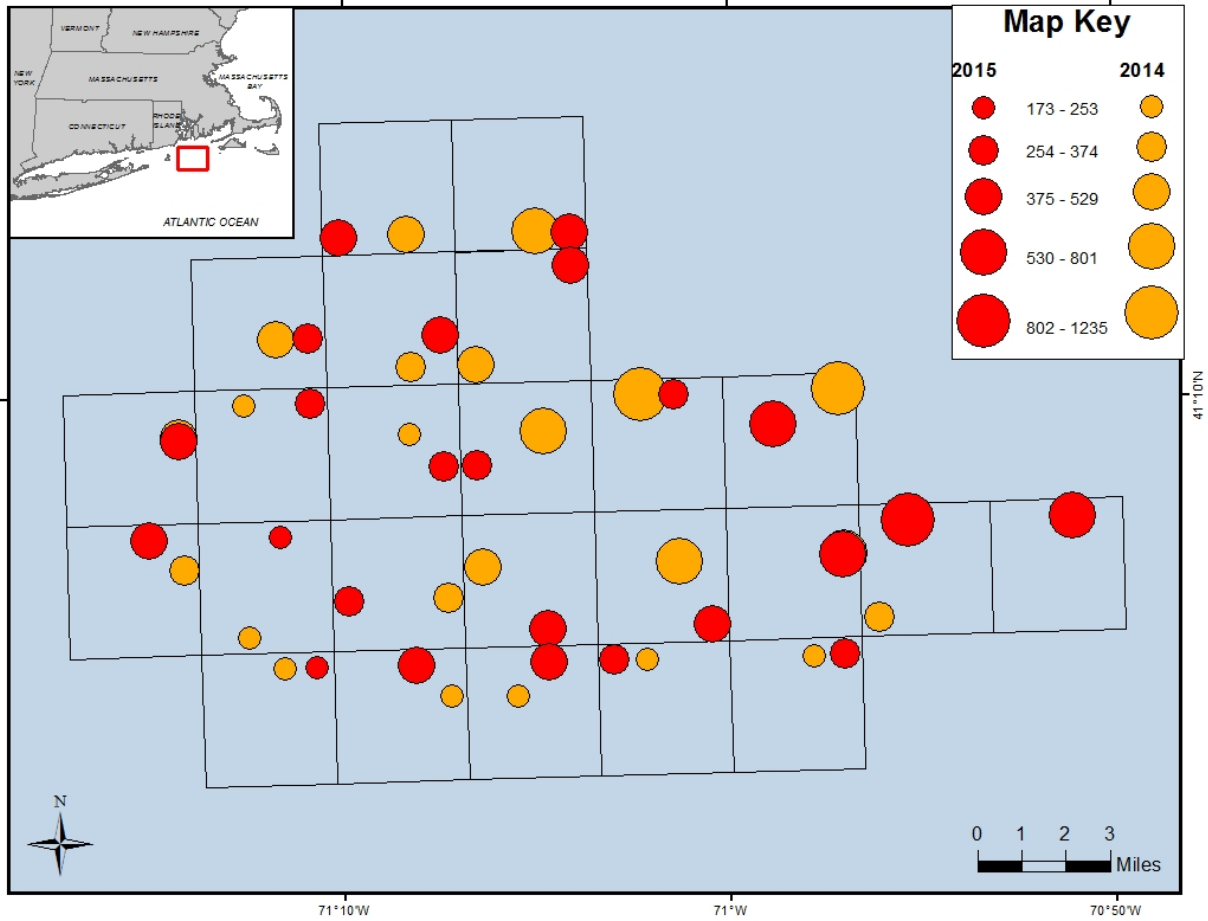 VERMONT
NEW HAMPSHIRE
NEW
YORK
MASSACHUSETTS
MASSACHUSETTS
BAY
CONNECTICUT
RHODE
ISLAND
ATLANTIC OCEAN
Map Key
2015 2014
173 - 253
254 - 374
375 - 529
530 - 801
802 - 1235
41°10'N
N
0 1 2 3
Miles
71°10'W 71°W 70°50'W